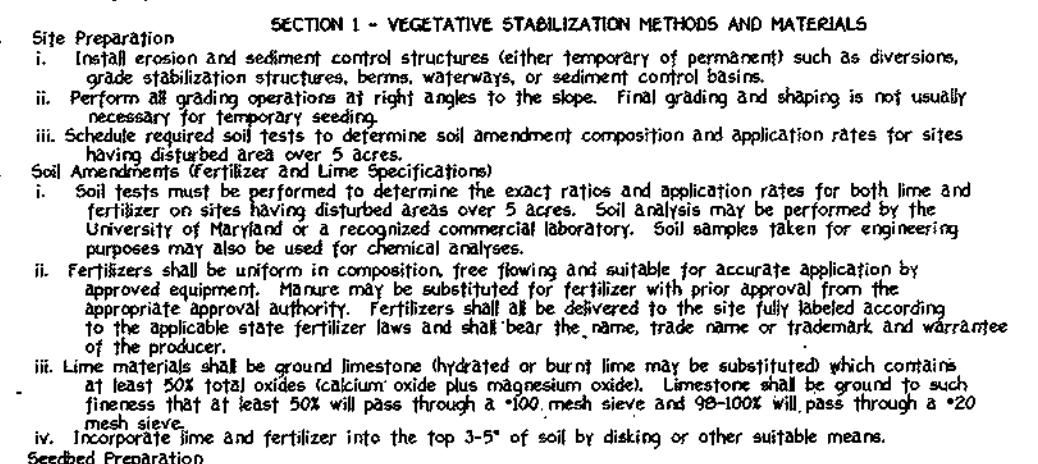 SECTION 1 - VEGETATIVE STABILIZATION METHODS AND MATERIALS
Site Preparation
i. Install erosion and sediment control structures (either temporary of permanent) such as diversions,
grade stabilization structures, berms, waterways, or sediment control basins.
ii. Perform all grading operations at right angles to the slope. Final grading and shaping is not usually
necessary for temporary seeding.
iii. Schedule required soil tests to determine soil amendment composition and application rates for sites
having disturbed area over 5 acres.
Soil Amendments (Fertilizer and Lime Specifications)
i. Soil tests must be performed to determine the exact ratios and application rates for both lime and
fertilizer on sites having disturbed areas over 5 acres. Soil analysis may be performed by the
University of Maryland or a recognized commercial laboratory. Soil samples taken for engineering
purposes may also be used for chemical analyses.
ii. Fertilizers shall be uniform in composition, free flowing and suitable for accurate application by
approved equipment. Manure may be substituted for fertilizer with prior approval from the
appropriate approval authority. Fertilizers shall all be delivered to the site fully labeled according
to the applicable state fertilizer laws and shall bear the name, trade name or trademark and warrantee
of the producer.
iii. Lime materials shall be ground limestone (hydrated or burnt lime may be substituted) which contains
at least 50% total oxides (calcium oxide plus magnesium oxide). Limestone shall be ground to such
fineness that at least 50% will pass through a #100 mesh sieve and 98-100% will pass through a #20
mesh sieve.
iv. Incorporate lime and fertilizer into the top 3-5" of soil by disking or other suitable means.
Seedbed Preparation